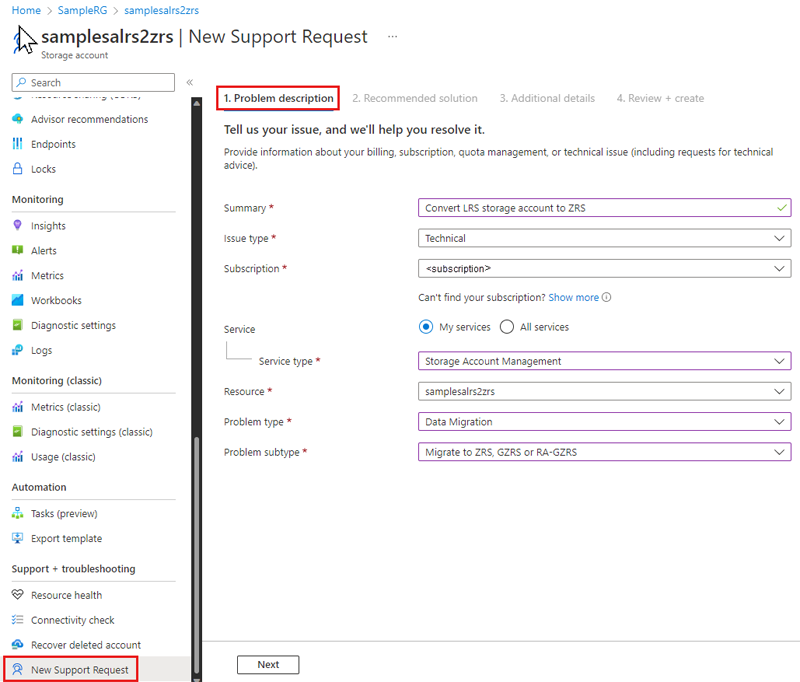 Home > SampleRG > samplesalrs2zrs
samplesalrs2zrs | New Support Request ...
Storage account
Search
«
Advisor recommendations
Endpoints
Locks
Monitoring
Insights
Alerts
Metrics
Workbooks
Diagnostic settings
Logs
Monitoring (classic)
Metrics (classic)
Diagnostic settings (classic)
Usage (classic)
Automation
Tasks (preview)
Export template
Support + troubleshooting
Resource health
Connectivity check
Recover deleted account
New Support Request
1. Problem description 2. Recommended solution 3. Additional details 4. Review + create
Tell us your issue, and we'll help you resolve it.
Provide information about your billing, subscription, quota management, or technical issue (including requests for technical
advice).
Summary * Convert LRS storage account to ZRS
Issue type * Technical
Subscription * <subscription>
Can't find your subscription? Show more
Service My services All services
Service type * Storage Account Management
Resource * samplesalrs2zrs
Problem type * Data Migration
Problem subtype * Migrate to ZRS, GZRS or RA-GZRS
Next